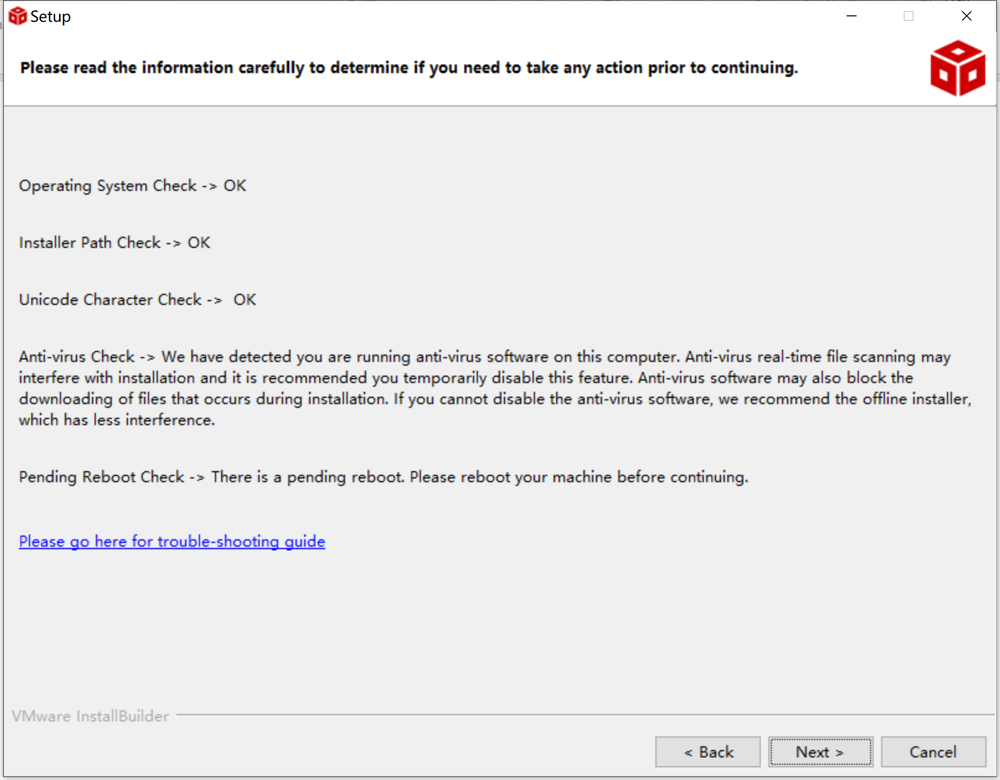 Setup
Please read the information carefully to determine if you need to take any action prior to continuing.
Operating System Check -> OK
Installer Path Check -> OK
Unicode Character Check ->  OK
Anti-virus Check -> We have detected you are running anti-virus software on this computer. Anti-virus real-time file scanning may
interfere with installation and it is recommended you temporarily disable this feature. Anti-virus software may also block the
downloading of files that occurs during installation. If you cannot disable the anti-virus software, we recommend the offline installer,
which has less interference.
Pending Reboot Check -> There is a pending reboot. Please reboot your machine before continuing.
Please go here for trouble-shooting guide
VMware InstallBuilder
< Back
Next >
Cancel